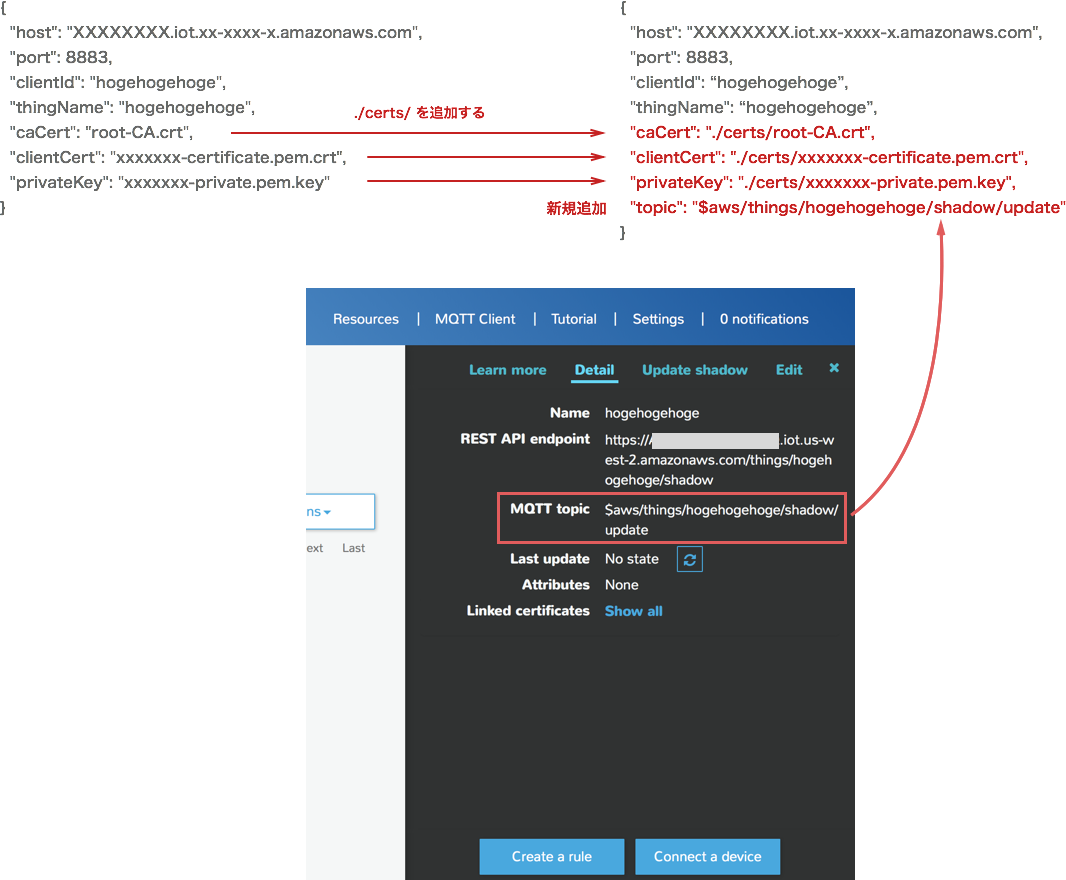 {
"host": "XXXXXXXX.iot.xx-xxxx-x.amazonaws.com",
"port": 8883,
"clientId": "hogehogehoge",
"thingName": "hogehogehoge",
"caCert": "root-CA.crt",
"clientCert": "xxxxxxx-certificate.pem.crt",
"privateKey": "xxxxxxx-private.pem.key"
}
./certs/ を追加する
新規追加
{
"host": "XXXXXXXX.iot.xx-xxxx-x.amazonaws.com",
"port": 8883,
"clientId": “hogehogehoge”,
"thingName": “hogehogehoge”,
"caCert": "./certs/root-CA.crt",
"clientCert": "./certs/xxxxxxx-certificate.pem.crt",
"privateKey": "./certs/xxxxxxx-private.pem.key",
"topic": "$aws/things/hogehogehoge/shadow/update"
}
Resources | MQTT Client | Tutorial | Settings | 0 notifications
Learn more Detail Update shadow Edit ×
Name hogehogehoge
REST API endpoint https:// .iot.us-w
est-2.amazonaws.com/things/hogeh
ogehoge/shadow
MQTT topic $aws/things/hogehogehoge/shadow/
update
Last update No state
Attributes None
Linked certificates Show all
ns
ext Last
Create a rule Connect a device